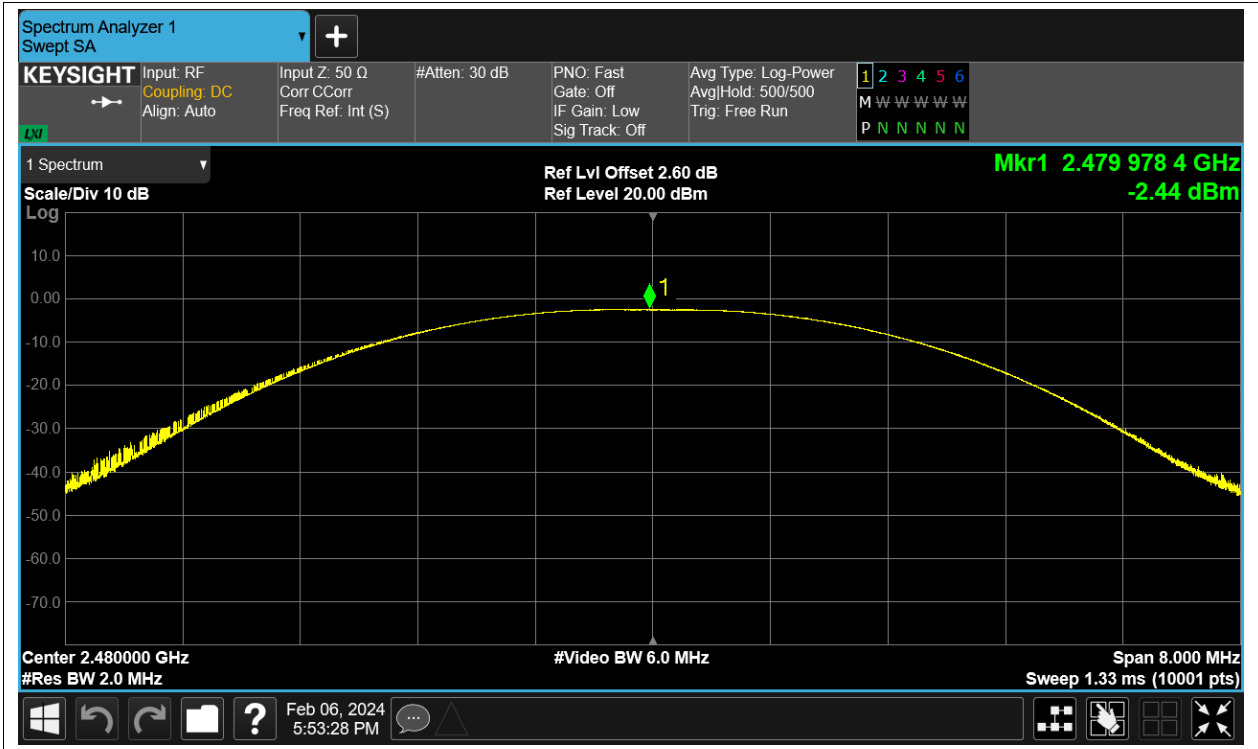 Spectrum Analyzer 1
Swept SA
KEYSIGHT
LXI
Input: RF
Coupling: DC
Align: Auto
Input Z: 50 Ω
Corr CCorr
Freq Ref: Int (S)
#Atten: 30 dB
PNO: Fast
Gate: Off
IF Gain: Low
Sig Track: Off
Avg Type: Log-Power
Avg|Hold: 500/500
Trig: Free Run
1 2 3 4 5 6
M W W W W W W
P N N N N N
1 Spectrum
Scale/Div 10 dB
Log
Ref Lvl Offset 2.60 dB
Ref Level 20.00 dBm
Mkr1 2.479 978 4 GHz
-2.44 dBm
1
10.0
0.00
-10.0
-20.0
-30.0
-40.0
-50.0
-60.0
-70.0
Center 2.480000 GHz
#Res BW 2.0 MHz
#Video BW 6.0 MHz
Span 8.000 MHz
Sweep 1.33 ms (10001 pts)
?
Feb 06, 2024
5:53:28 PM